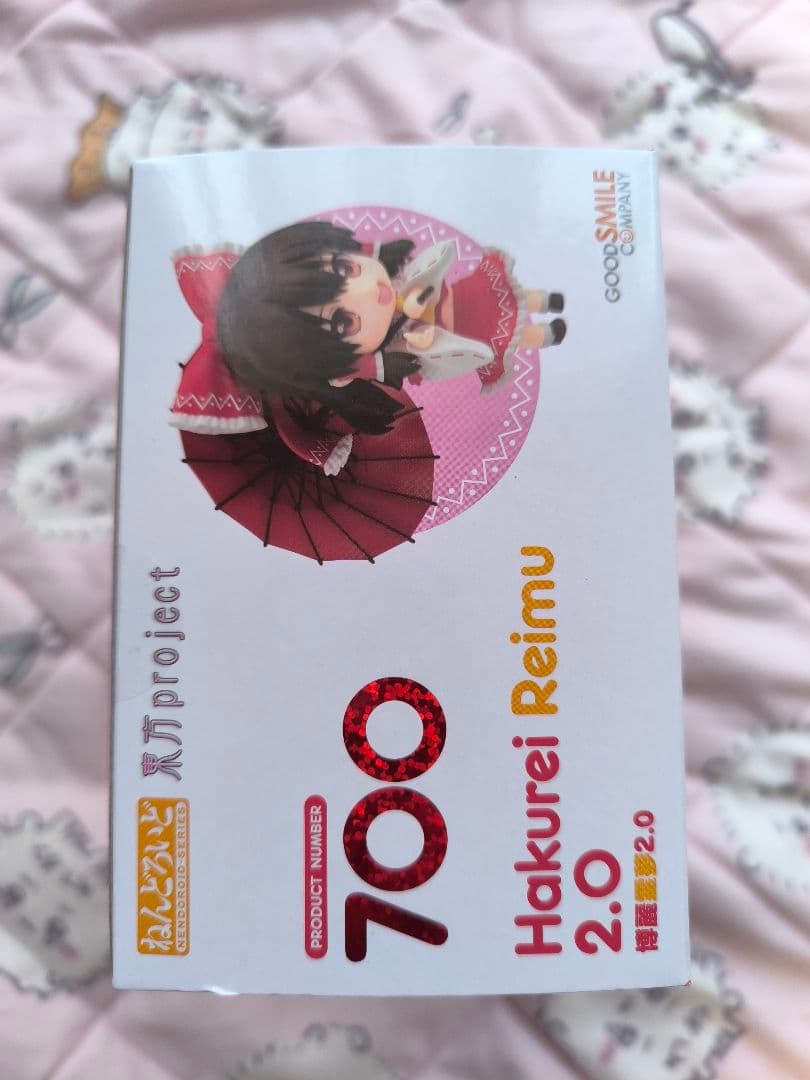 ねんどろいど
NENDOROID SERIES
東方project
PRODUCT NUMBER
700
Hakurei Reimu
2.0
博麗霊夢2.0
GOOD SMILE
COMPANY